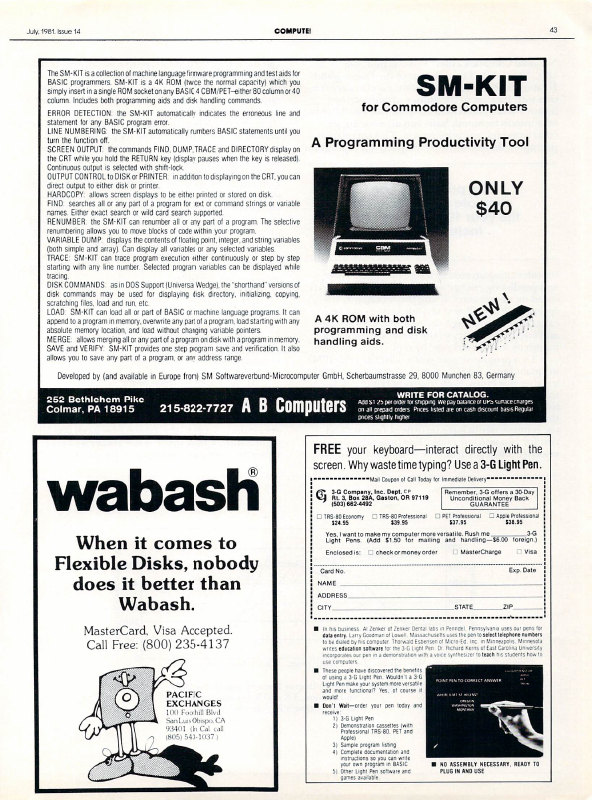 July, 1981, Issue 14
COMPUTE!
43
The SM-KIT is a collection of machine language firmware programming and test aids for
BASIC programmers. SM-KIT is a 4K ROM (twice the normal capacity) which you
simply insert in a single ROM socket on any BASIC 4 CBM/PET—either 80 column or 40
column. Includes both programming aids and disk handling commands.
ERROR DETECTION: the SM-KIT automatically indicates the erroneous line and
statement for any BASIC program error.
LINE NUMBERING: the SM-KIT automatically numbers BASIC statements until you
turn the function off.
SCREEN OUTPUT: the commands FIND, DUMP, TRACE and DIRECTORY display on
the CRT while you hold the RETURN key (display pauses when the key is released).
Continuous output is selected with shift-lock.
OUTPUT CONTROL to DISK or PRINTER: in addition to displaying on the CRT, you can
direct output to either disk or printer.
HARDCOPY: allows screen displays to be either printed or stored on disk.
FIND: searches all or any part of a program for text or command strings or variable
names. Either exact search or wild card search supported.
RENUMBER: the SM-KIT can renumber all or any part of a program. The selective
renumbering allows you to move blocks of code within your program.
VARIABLE DUMP: displays the contents of floating point, integer, and string variables
(both simple and array). Can display all variables or any selected variables.
TRACE: SM-KIT can trace program execution either continuously or step by step
starting with any line number. Selected program variables can be displayed while
tracing.
DISK COMMANDS: as in DOS Support (Universal Wedge), the "shorthand" versions of
disk commands may be used for displaying disk directory, initializing, copying,
scratching files, load and run, etc.
LOAD: SM-KIT can load all or part of BASIC or machine language programs. It can
append to a program in memory, overwrite any part of a program, load starting with any
absolute memory location, and load without changing variable pointers.
MERGE: allows merging all or any part of a program on disk with a program in memory.
SAVE and VERIFY: SM-KIT provides one step program save and verification. It also
allows you to save any part of a program, or any address range.
SM-KIT
for Commodore Computers
A Programming Productivity Tool
ONLY
$40
commodore
CBM
A 4K ROM with both
programming and disk
handling aids.
NEW!
Developed by (and available in Europe from) SM Softwareverbund-Microcomputer GmbH, Scherbaumstrasse 29, 8000 Munchen 83, Germany
252 Bethlehem Pike
Colmar, PA 18915
215-822-7727
A B Computers
WRITE FOR CATALOG.
Add $1.25 per order for shipping. We pay balance of UPS surface charges
on all prepaid orders. Prices listed are on cash discount basis. Regular
prices slightly higher.
wabash®
When it comes to
Flexible Disks, nobody
does it better than
Wabash.
MasterCard, Visa Accepted.
Call Free: (800) 235-4137
PACIFIC
EXCHANGES
100 Foothill Blvd.
San Luis Obispo, CA
93401 (In Cal. call
(805) 543-1037)
FREE your keyboard—interact directly with the
screen. Why waste time typing? Use a 3-G Light Pen.
Mail Coupon of Call Today for Immediate Delivery
3-G Company, Inc. Dept. CP
Rt. 3, Box 28A, Gaston, OR 97119
(503) 662-4492
Remember, 3-G offers a 30-Day
Unconditional Money Back
GUARANTEE
TRS-80 Economy
$24.95
TRS-80 Professional
$39.95
PET Professional
$37.95
Apple Professional
$38.95
Yes, I want to make my computer more versatile. Rush me 3-G
Light Pens. (Add $1.50 for mailing and handling—$6.00 foreign.)
Enclosed is: check or money order MasterCharge Visa
Card No. Exp. Date
NAME
ADDRESS
CITY STATE ZIP
In his business, Al Zenker of Zenker Dental labs in Pennsylvania uses our pens for
data entry. Larry Goodman of Lowell, Massachusetts uses the pen to select telephone numbers
to be dialed by his computer. Thorwald Esbensen of Micro-Ed, Inc. in Minneapolis, Minnesota
writes education software for the 3-G Light Pen. Dr. Richard Kerns of East Carolina University
incorporates our pen in a demonstration with a voice synthesizer to teach his students how to
use computers.
These people have discovered the benefits
of using a 3-G Light Pen. Wouldn't a 3-G
Light Pen make your system more versatile
and more functional? Yes, of course it
would!
Don't Wait—order your pen today and
receive:
1) 3-G Light Pen
2) Demonstration cassettes (with
Professional TRS-80, PET and
Apple)
3) Sample program listing
4) Complete documentation and
instructions so you can write
your own program in BASIC
5) Other Light Pen software and
games available.
POINT PEN TO CORRECT ANSWER
OREGON
WASHINGTON
MONTANA
NO ASSEMBLY NECESSARY, READY TO
PLUG IN AND USE